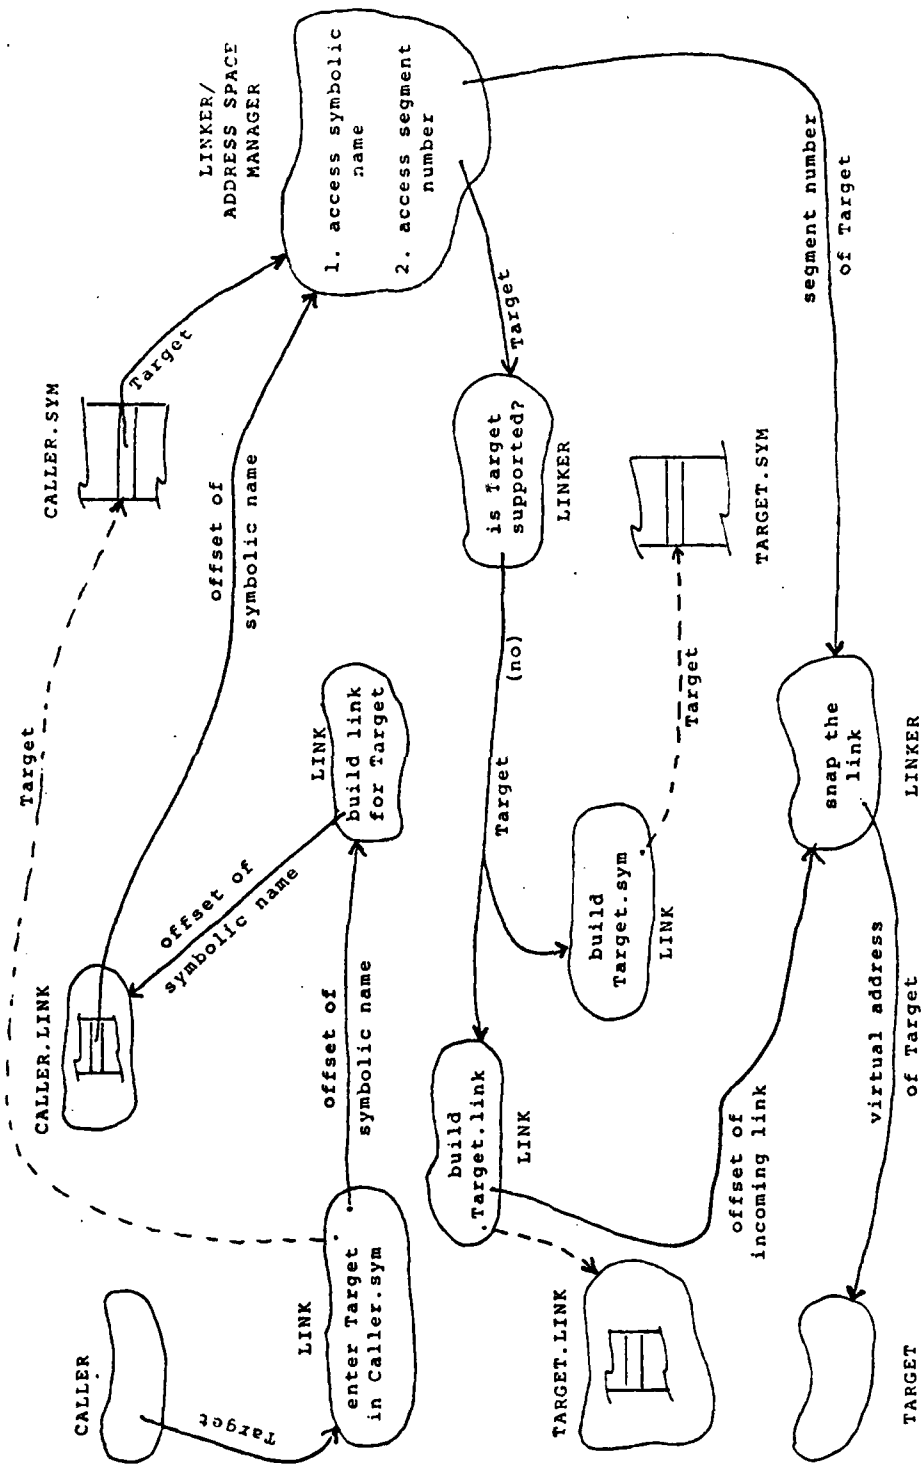 CALLER
Target
LINK
enter Target
in Caller.sym
Target
CALLER.LINK
offset of
symbolic name
offset of
symbolic name
LINK
build link
for Target
CALLER.SYM
Target
offset of
symbolic name
LINKER/
ADDRESS SPACE
MANAGER
1. access symbolic
name
2. access segment
number
Target
is Target
supported?
LINKER
(no)
Target
build
Target.link
LINK
build
Target.sym
LINK
Target
TARGET.SYM
TARGET.LINK
offset of
incoming link
segment number
of Target
snap the
link
LINKER
virtual address
of Target
TARGET